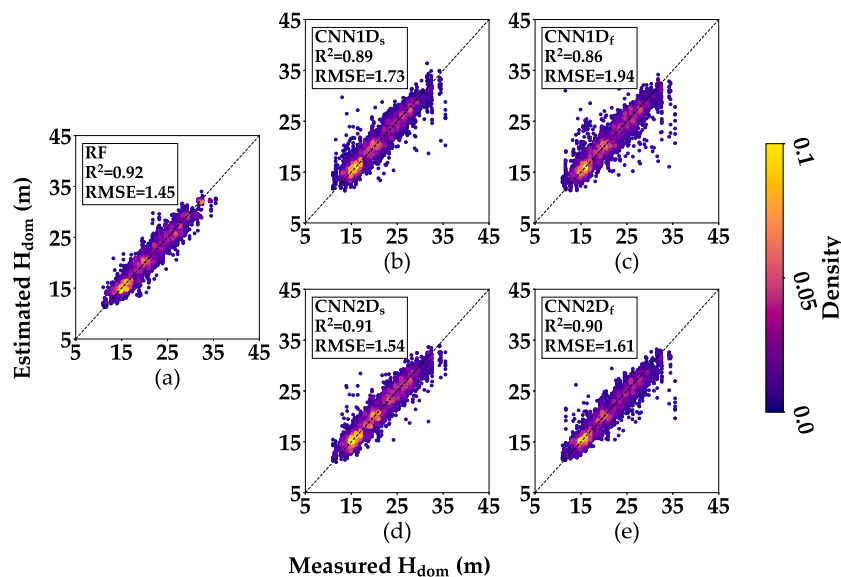 45
35
25
15
5
CNN1Dₛ
R²=0.89
RMSE=1.73
5 15 25 35 45
(b)
45
35
25
15
5
CNN1D_f
R²=0.86
RMSE=1.94
5 15 25 35 45
(c)
Estimated H_dom (m)
45
35
25
15
5
RF
R²=0.92
RMSE=1.45
5 15 25 35 45
(a)
45
35
25
15
5
CNN2Dₛ
R²=0.91
RMSE=1.54
5 15 25 35 45
(d)
45
35
25
15
5
CNN2D_f
R²=0.90
RMSE=1.61
5 15 25 35 45
(e)
0.1
0.05
0.0
Density
Measured H_dom (m)